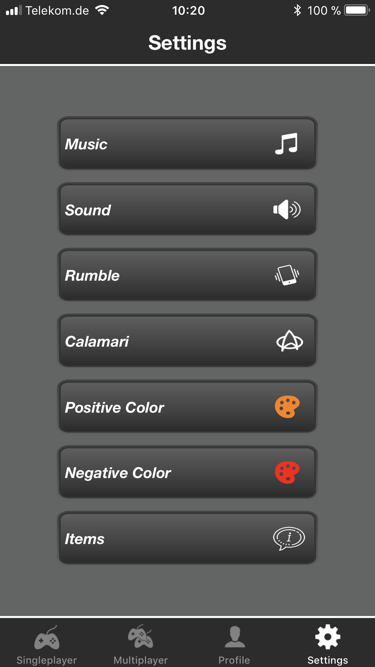 Telekom.de 10:20 100 %
Settings
Music
Sound
Rumble
Calamari
Positive Color
Negative Color
Items
i
Singleplayer Multiplayer Profile Settings